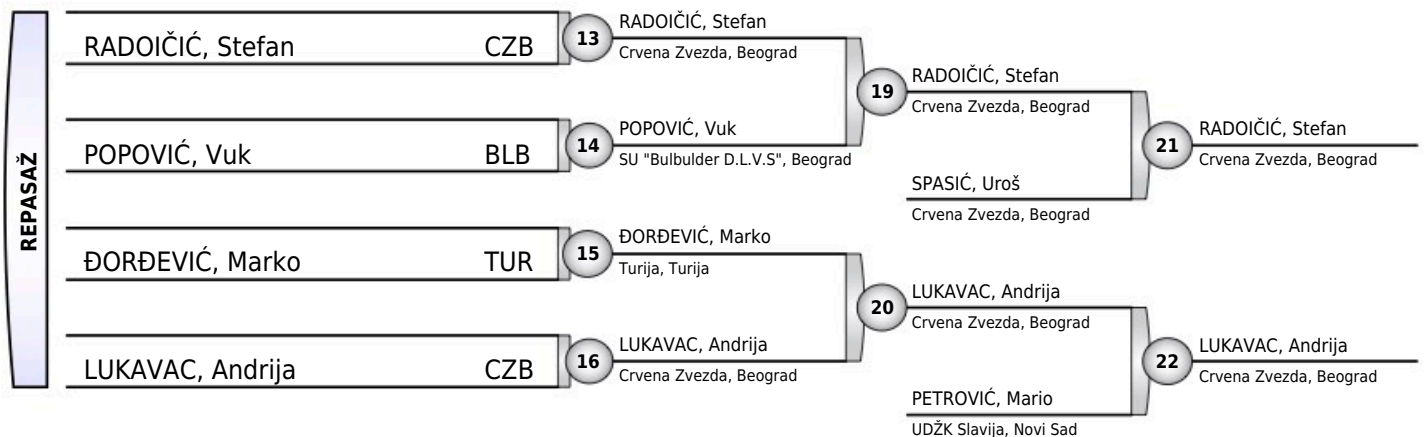 REPASAŽ
RADOIČIĆ, Stefan CZB
POPOVIĆ, Vuk BLB
ĐORĐEVIĆ, Marko TUR
LUKAVAC, Andrija CZB
13
RADOIČIĆ, Stefan
Crvena Zvezda, Beograd
14
POPOVIĆ, Vuk
SU "Bulbulder D.L.V.S", Beograd
15
ĐORĐEVIĆ, Marko
Turija, Turija
16
LUKAVAC, Andrija
Crvena Zvezda, Beograd
19
RADOIČIĆ, Stefan
Crvena Zvezda, Beograd
SPASIĆ, Uroš
Crvena Zvezda, Beograd
20
LUKAVAC, Andrija
Crvena Zvezda, Beograd
PETROVIĆ, Mario
UDŽK Slavija, Novi Sad
21
RADOIČIĆ, Stefan
Crvena Zvezda, Beograd
22
LUKAVAC, Andrija
Crvena Zvezda, Beograd